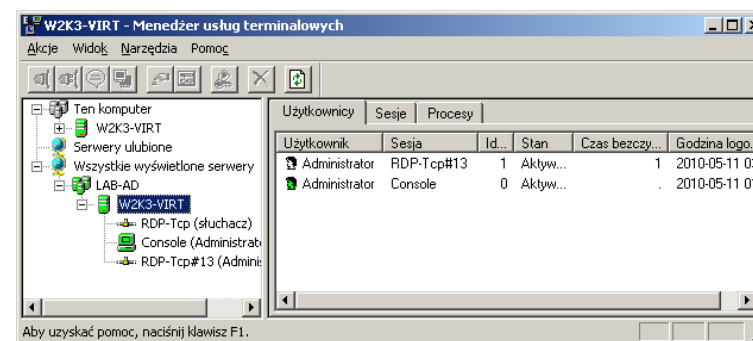 W2K3-VIRT - Menedżer usług terminalowych
Akcje Widok Narzędzia Pomoc
Ten komputer
W2K3-VIRT
Serwery ulubione
Wszystkie wyświetlone serwery
LAB-AD
W2K3-VIRT
RDP-Tcp (słuchacz)
Console (Administrat
RDP-Tcp#13 (Adminis
Użytkownicy Sesje Procesy
Użytkownik Sesja Id... Stan Czas bezczy... Godzina logo.
Administrator RDP-Tcp#13 1 Aktyw... 1 2010-05-11 03
Administrator Console 0 Aktyw... . 2010-05-11 01
Aby uzyskać pomoc, naciśnij klawisz F1.